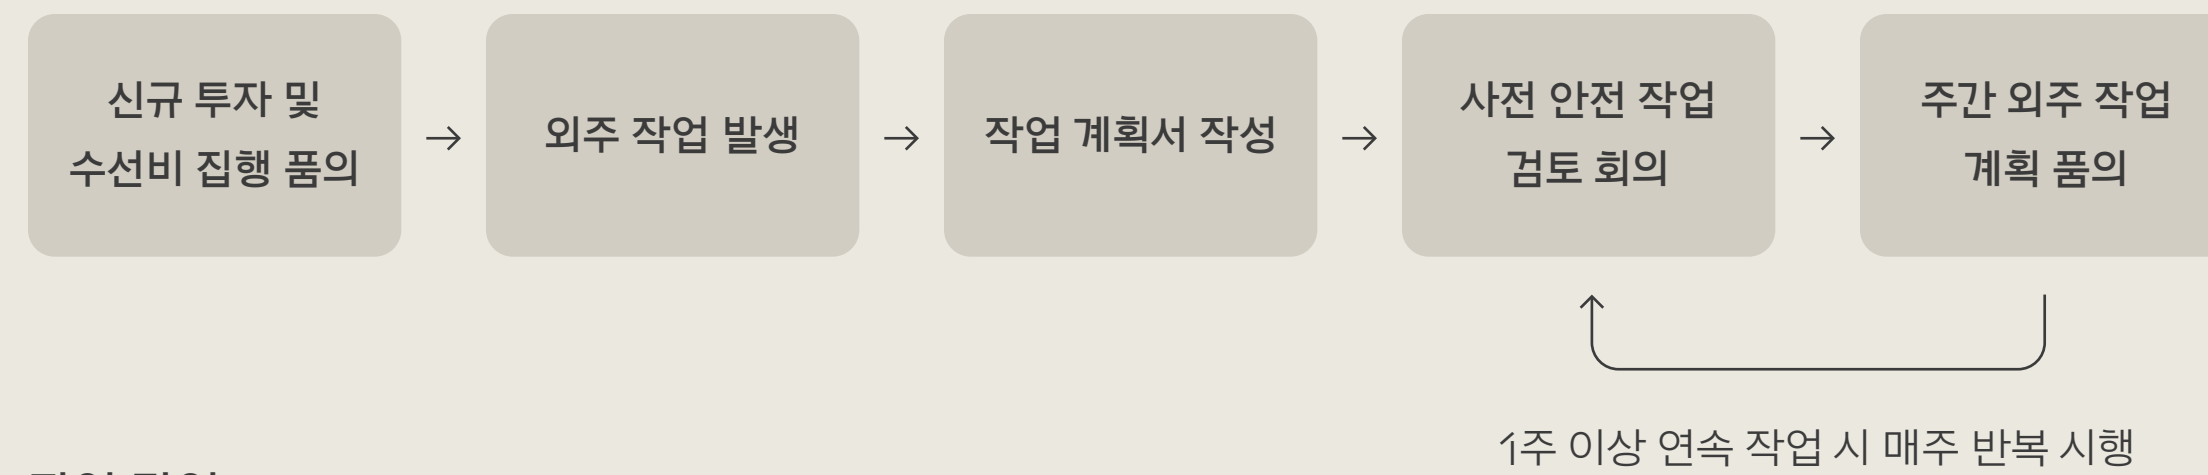 신규 투자 및
수선비 집행 품의
→
외주 작업 발생
→
작업 계획서 작성
→
사전 안전 작업
검토 회의
→
주간 외주 작업
계획 품의
1주 이상 연속 작업 시 매주 반복 시행